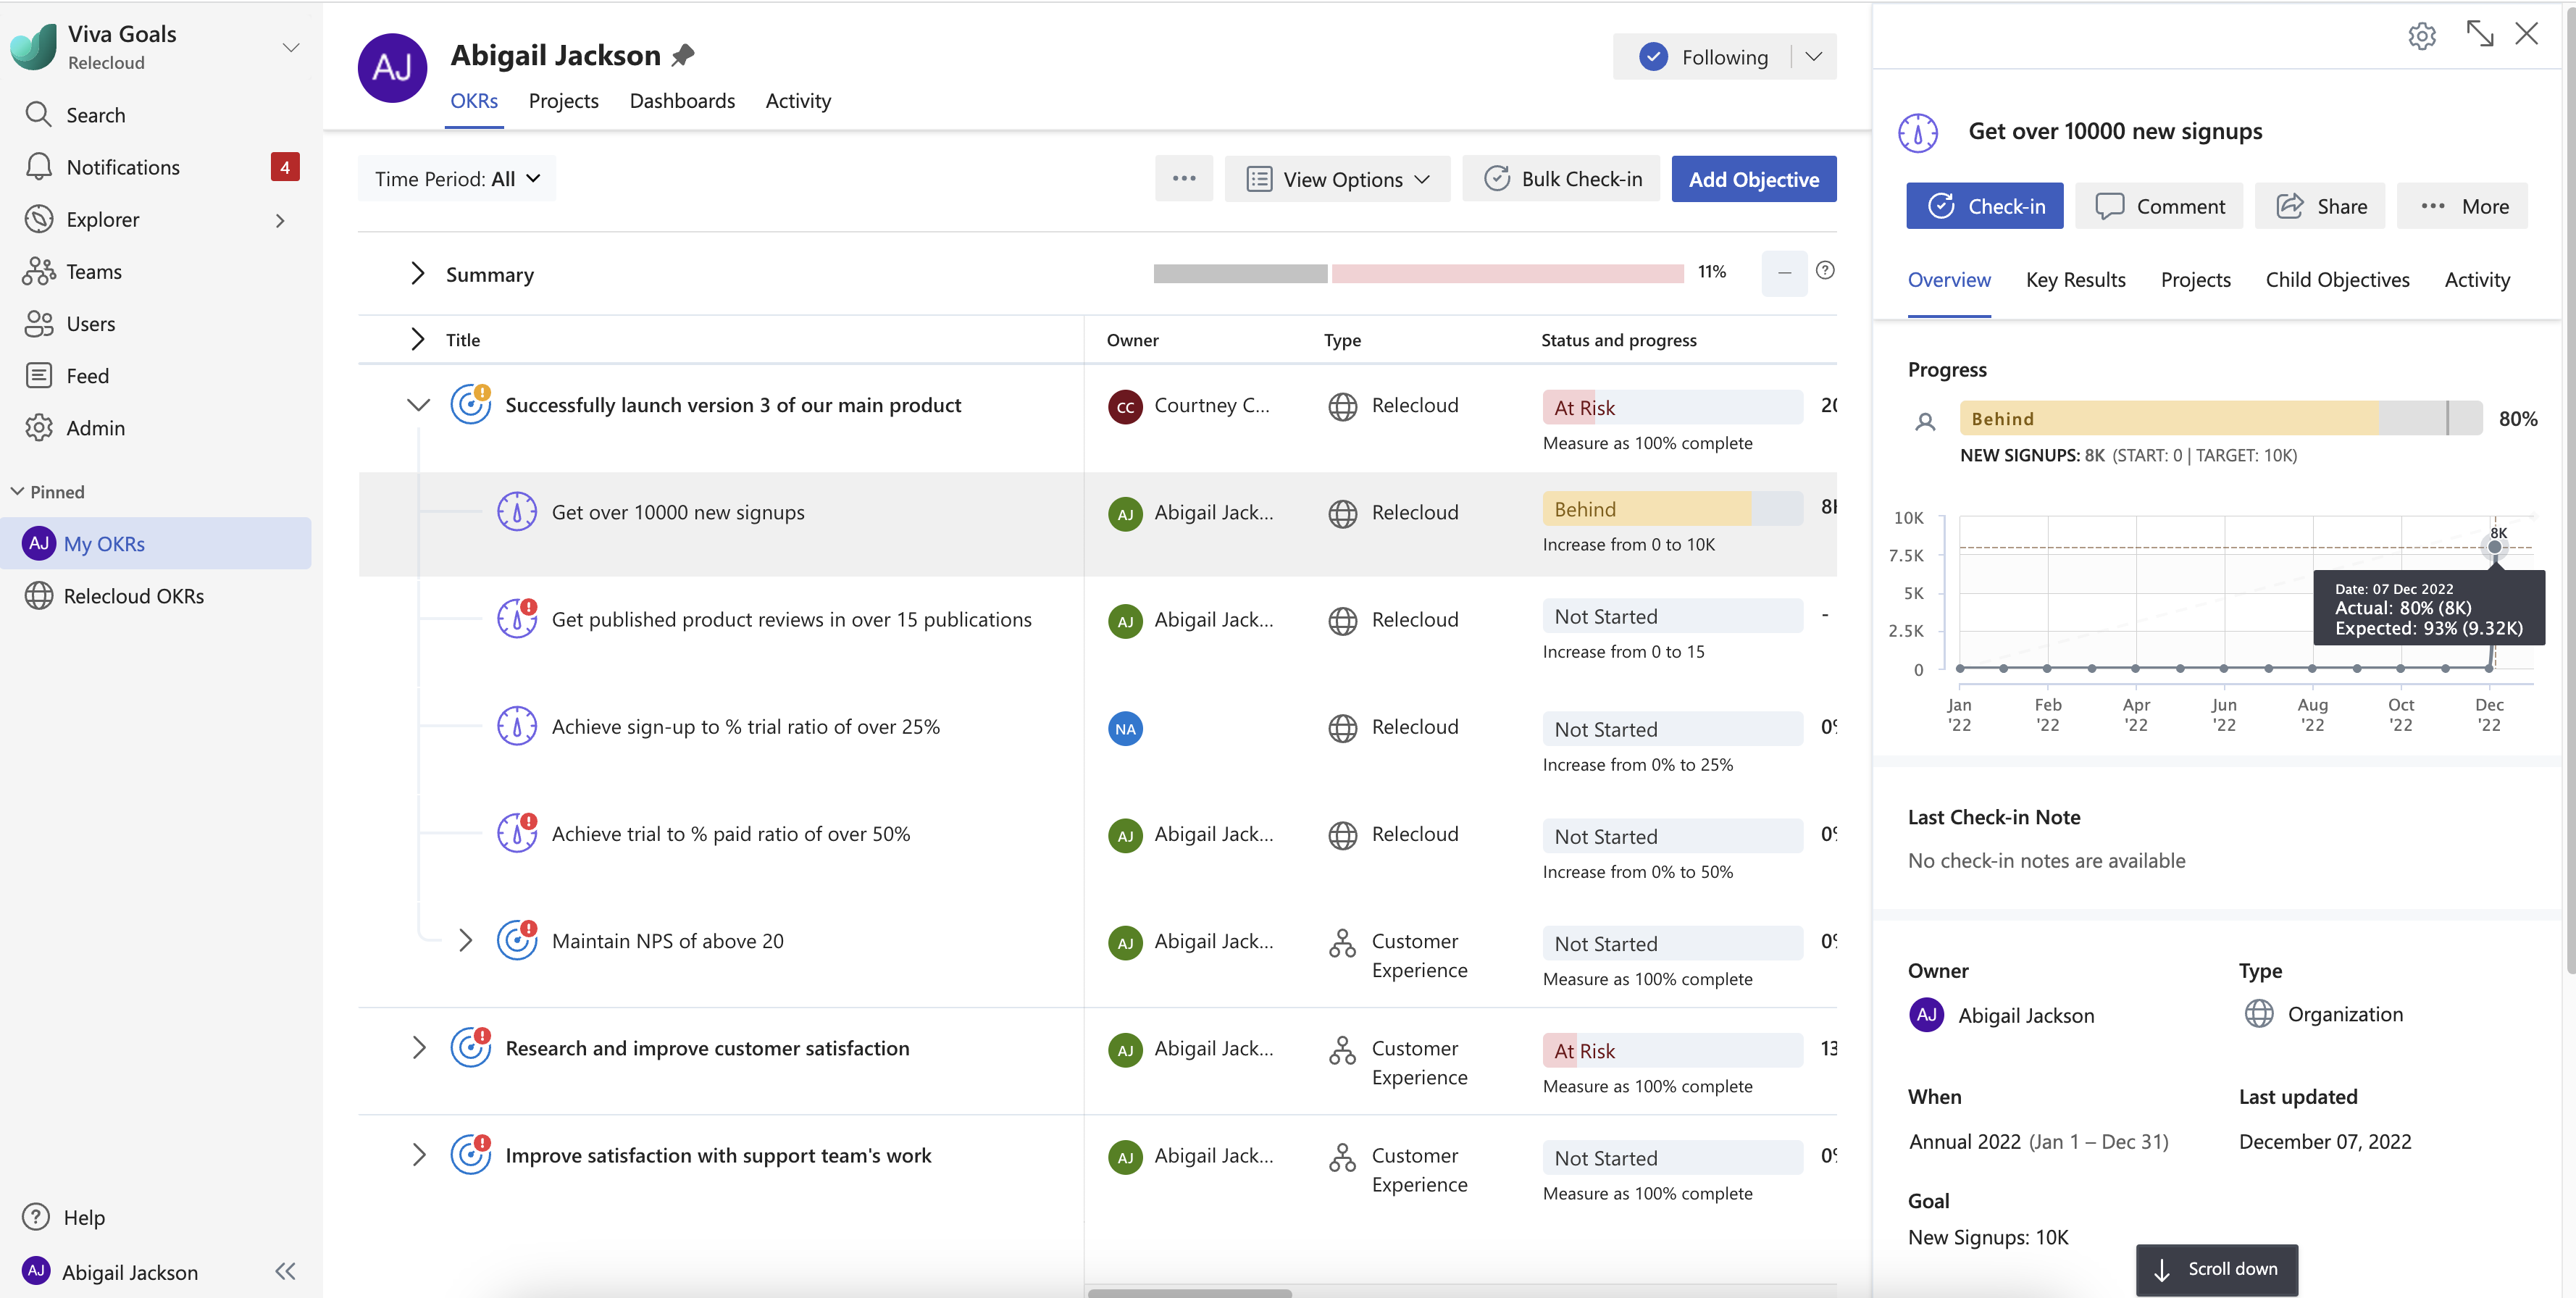 Viva Goals
Relecloud
Search
Notifications
4
Explorer
Teams
Users
Feed
Admin
Pinned
AJ My OKRs
Relecloud OKRs
Help
AJ Abigail Jackson
AJ
Abigail Jackson
Following
OKRs Projects Dashboards Activity
Time Period: All
··· View Options Bulk Check-in Add Objective
Summary 11%
Title Owner Type Status and progress
Successfully launch version 3 of our main product CC Courtney C... Relecloud At Risk 20
Measure as 100% complete
Get over 10000 new signups AJ Abigail Jack... Relecloud Behind 8
Increase from 0 to 10K
Get published product reviews in over 15 publications AJ Abigail Jack... Relecloud Not Started -
Increase from 0 to 15
Achieve sign-up to % trial ratio of over 25% NA Relecloud Not Started 0
Increase from 0% to 25%
Achieve trial to % paid ratio of over 50% AJ Abigail Jack... Relecloud Not Started 0
Increase from 0% to 50%
Maintain NPS of above 20 AJ Abigail Jack... Customer Experience Not Started 0
Measure as 100% complete
Research and improve customer satisfaction AJ Abigail Jack... Customer Experience At Risk 13
Measure as 100% complete
Improve satisfaction with support team's work AJ Abigail Jack... Customer Experience Not Started 0
Measure as 100% complete
Get over 10000 new signups
Check-in Comment Share ··· More
Overview Key Results Projects Child Objectives Activity
Progress
Behind 80%
NEW SIGNUPS: 8K (START: 0 | TARGET: 10K)
10K
7.5K
5K
2.5K
0
8K
Date: 07 Dec 2022
Actual: 80% (8K)
Expected: 93% (9.32K)
Jan '22 Feb '22 Apr '22 Jun '22 Aug '22 Oct '22 Dec '22
Last Check-in Note
No check-in notes are available
Owner Type
AJ Abigail Jackson Organization
When Last updated
Annual 2022 (Jan 1 – Dec 31) December 07, 2022
Goal
New Signups: 10K
Scroll down